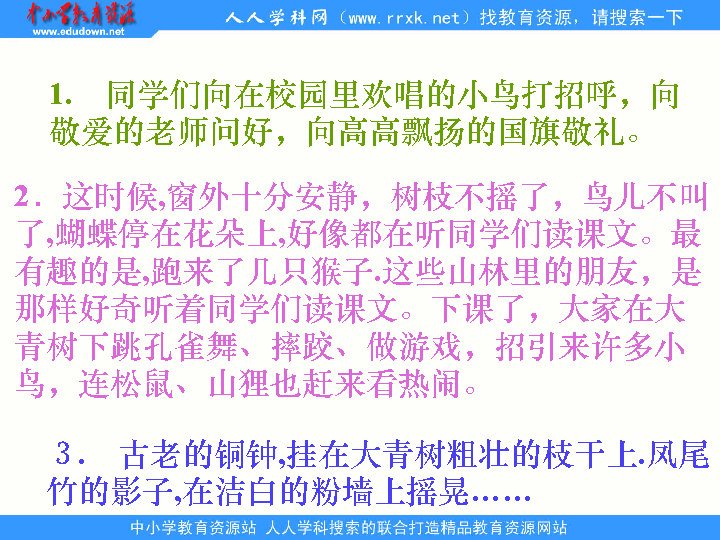 中小学教育资源
www.edudown.net
人人学科网（www.rrxk.net）找教育资源，请搜索一下
1. 同学们向在校园里欢唱的小鸟打招呼，向
敬爱的老师问好，向高高飘扬的国旗敬礼。
2．这时候,窗外十分安静，树枝不摇了，鸟儿不叫
了,蝴蝶停在花朵上,好像都在听同学们读课文。最
有趣的是,跑来了几只猴子.这些山林里的朋友，是
那样好奇听着同学们读课文。下课了，大家在大
青树下跳孔雀舞、摔跤、做游戏，招引来许多小
鸟，连松鼠、山狸也赶来看热闹。
３． 古老的铜钟,挂在大青树粗壮的枝干上.凤尾
竹的影子,在洁白的粉墙上摇晃……
中小学教育资源站 人人学科搜索的联合打造精品教育资源网站